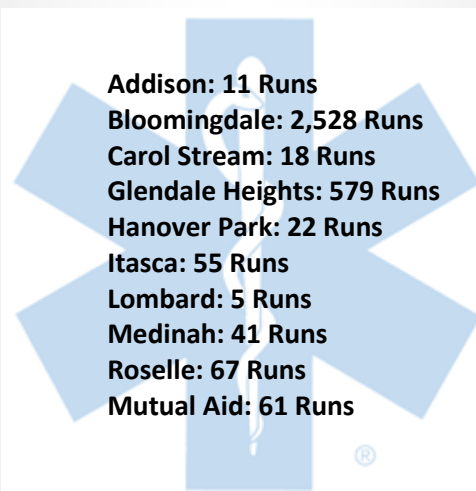 Addison: 11 Runs
Bloomingdale: 2,528 Runs
Carol Stream: 18 Runs
Glendale Heights: 579 Runs
Hanover Park: 22 Runs
Itasca: 55 Runs
Lombard: 5 Runs
Medinah: 41 Runs
Roselle: 67 Runs
Mutual Aid: 61 Runs
®